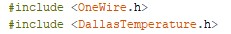 #include <OneWire.h>
#include <DallasTemperature.h>